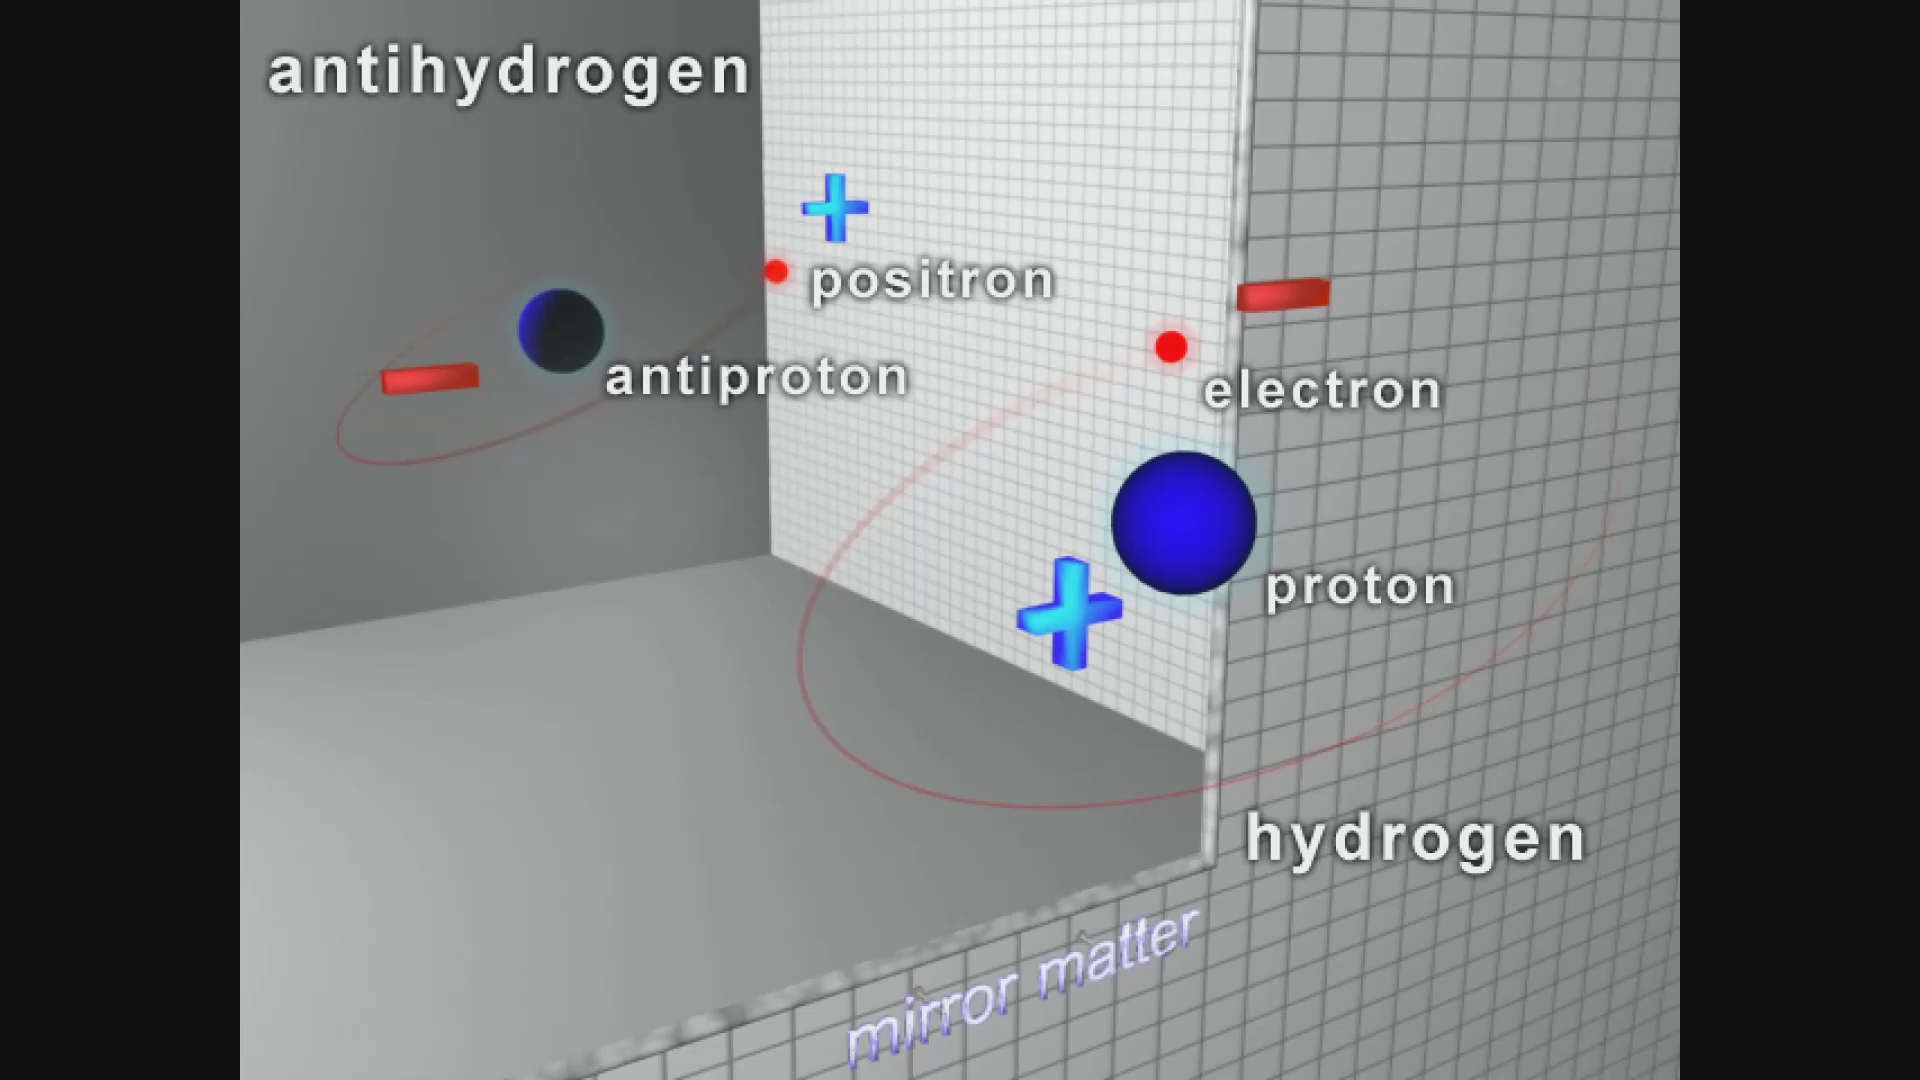 antihydrogen
positron
antiproton
electron
proton
hydrogen
mirror matter